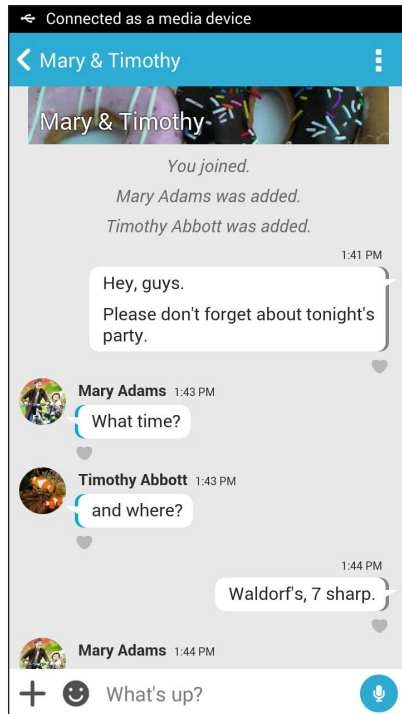 Connected as a media device
Mary & Timothy
Mary & Timothy
You joined.
Mary Adams was added.
Timothy Abbott was added.
1:41 PM
Hey, guys.
Please don't forget about tonight's
party.
Mary Adams 1:43 PM
What time?
Timothy Abbott 1:43 PM
and where?
1:44 PM
Waldorf's, 7 sharp.
Mary Adams 1:44 PM
What's up?